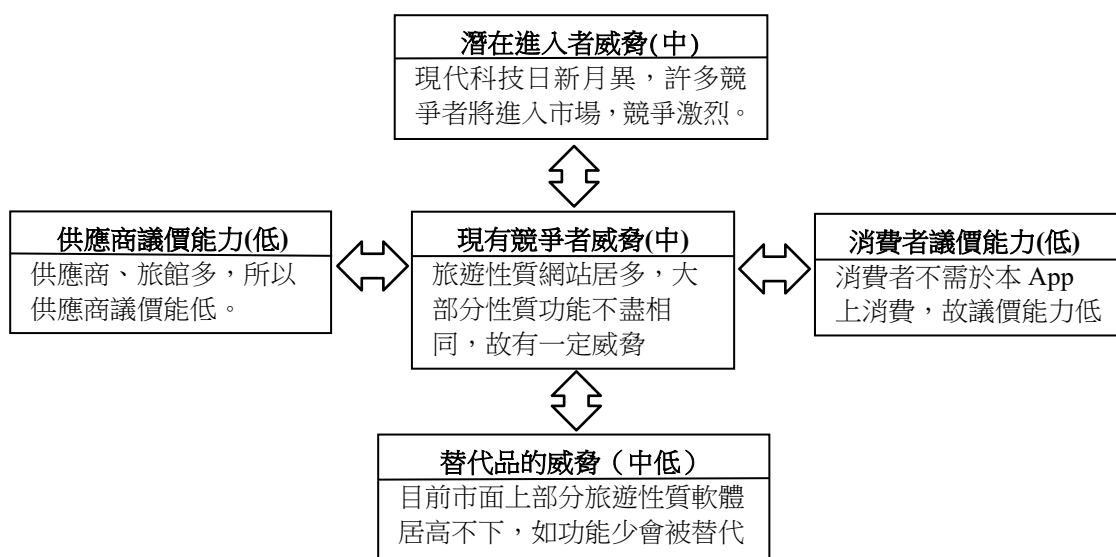 潛在進入者威脅(中)
現代科技日新月異，許多競
爭者將進入市場，競爭激烈。
供應商議價能力(低)
供應商、旅館多，所以
供應商議價能低。
現有競爭者威脅(中)
旅遊性質網站居多，大
部分性質功能不盡相
同，故有一定威脅
消費者議價能力(低)
消費者不需於本 App
上消費，故議價能力低
替代品的威脅（中低）
目前市面上部分旅遊性質軟體
居高不下，如功能少會被替代